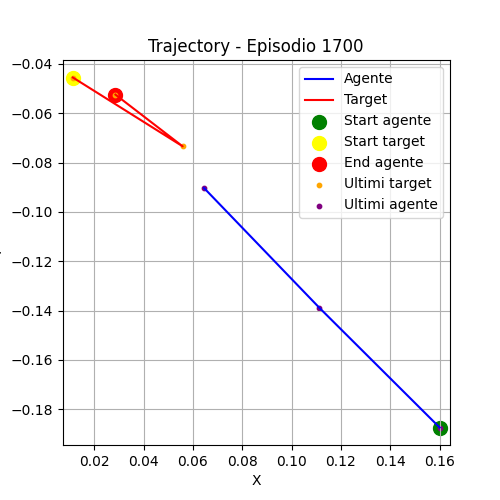 Trajectory - Episodio 1700
Agente
Target
Start agente
Start target
End agente
Ultimi target
Ultimi agente
−0.04
−0.06
−0.08
−0.10
−0.12
−0.14
−0.16
−0.18
0.02 0.04 0.06 0.08 0.10 0.12 0.14 0.16
X